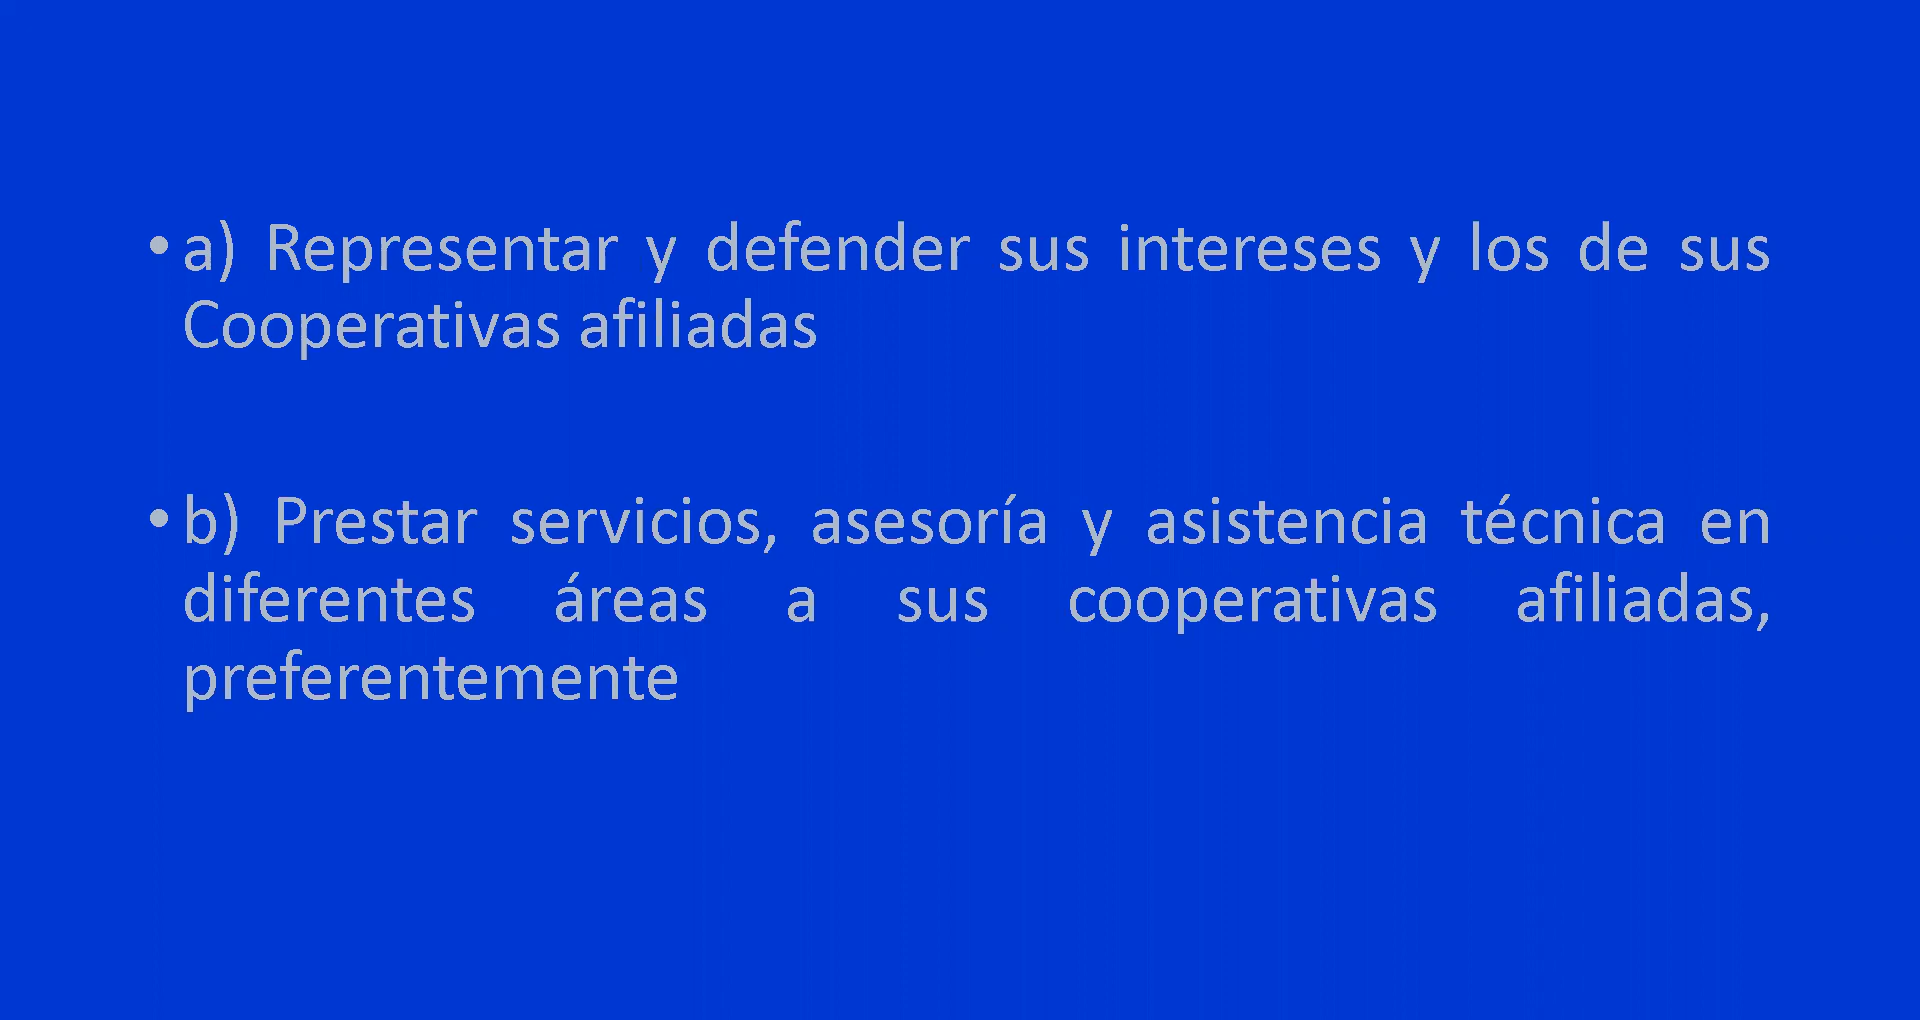 • a) Representar y defender sus intereses y los de sus
Cooperativas afiliadas
• b) Prestar servicios, asesoría y asistencia técnica en
diferentes áreas a sus cooperativas afiliadas,
preferentemente